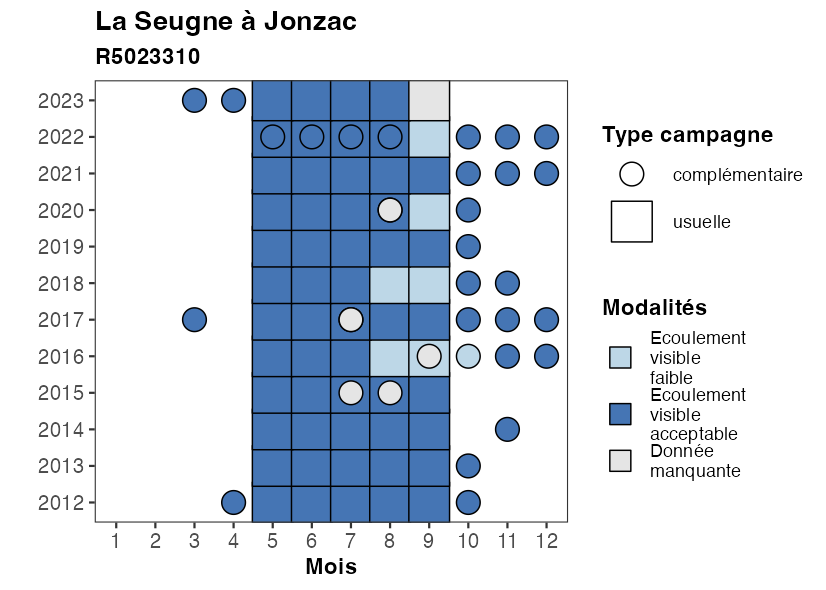 La Seugne à Jonzac
R5023310
2023
2022
2021
2020
2019
2018
2017
2016
2015
2014
2013
2012
1 2 3 4 5 6 7 8 9 10 11 12
Mois
Type campagne
complémentaire
usuelle
Modalités
Ecoulement
visible
faible
Ecoulement
visible
acceptable
Donnée
manquante